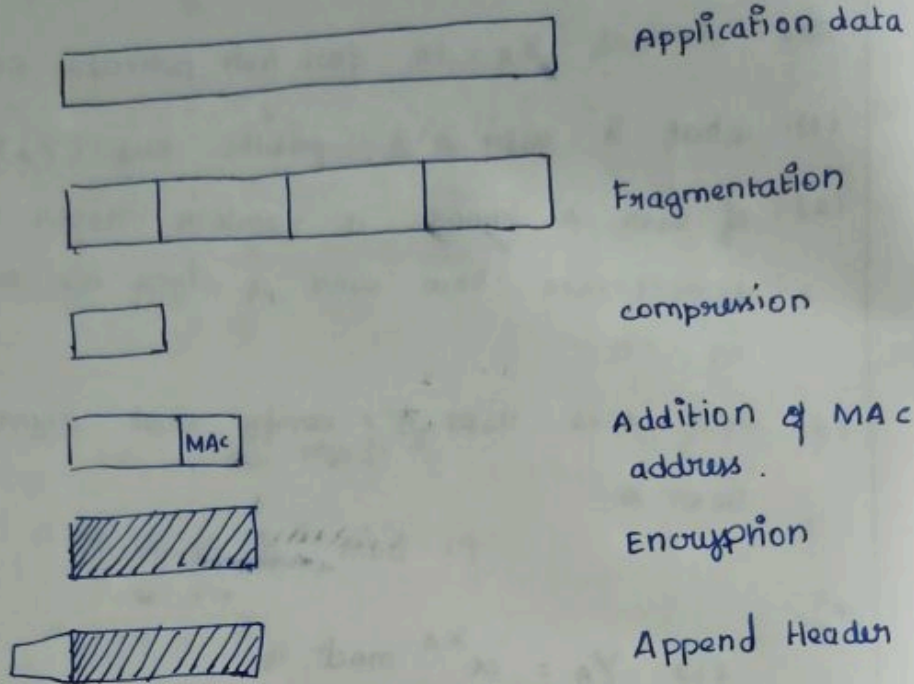 Application data
Fragmentation
compression
MAC
Addition of MAC
address.
Encryption
Append Header